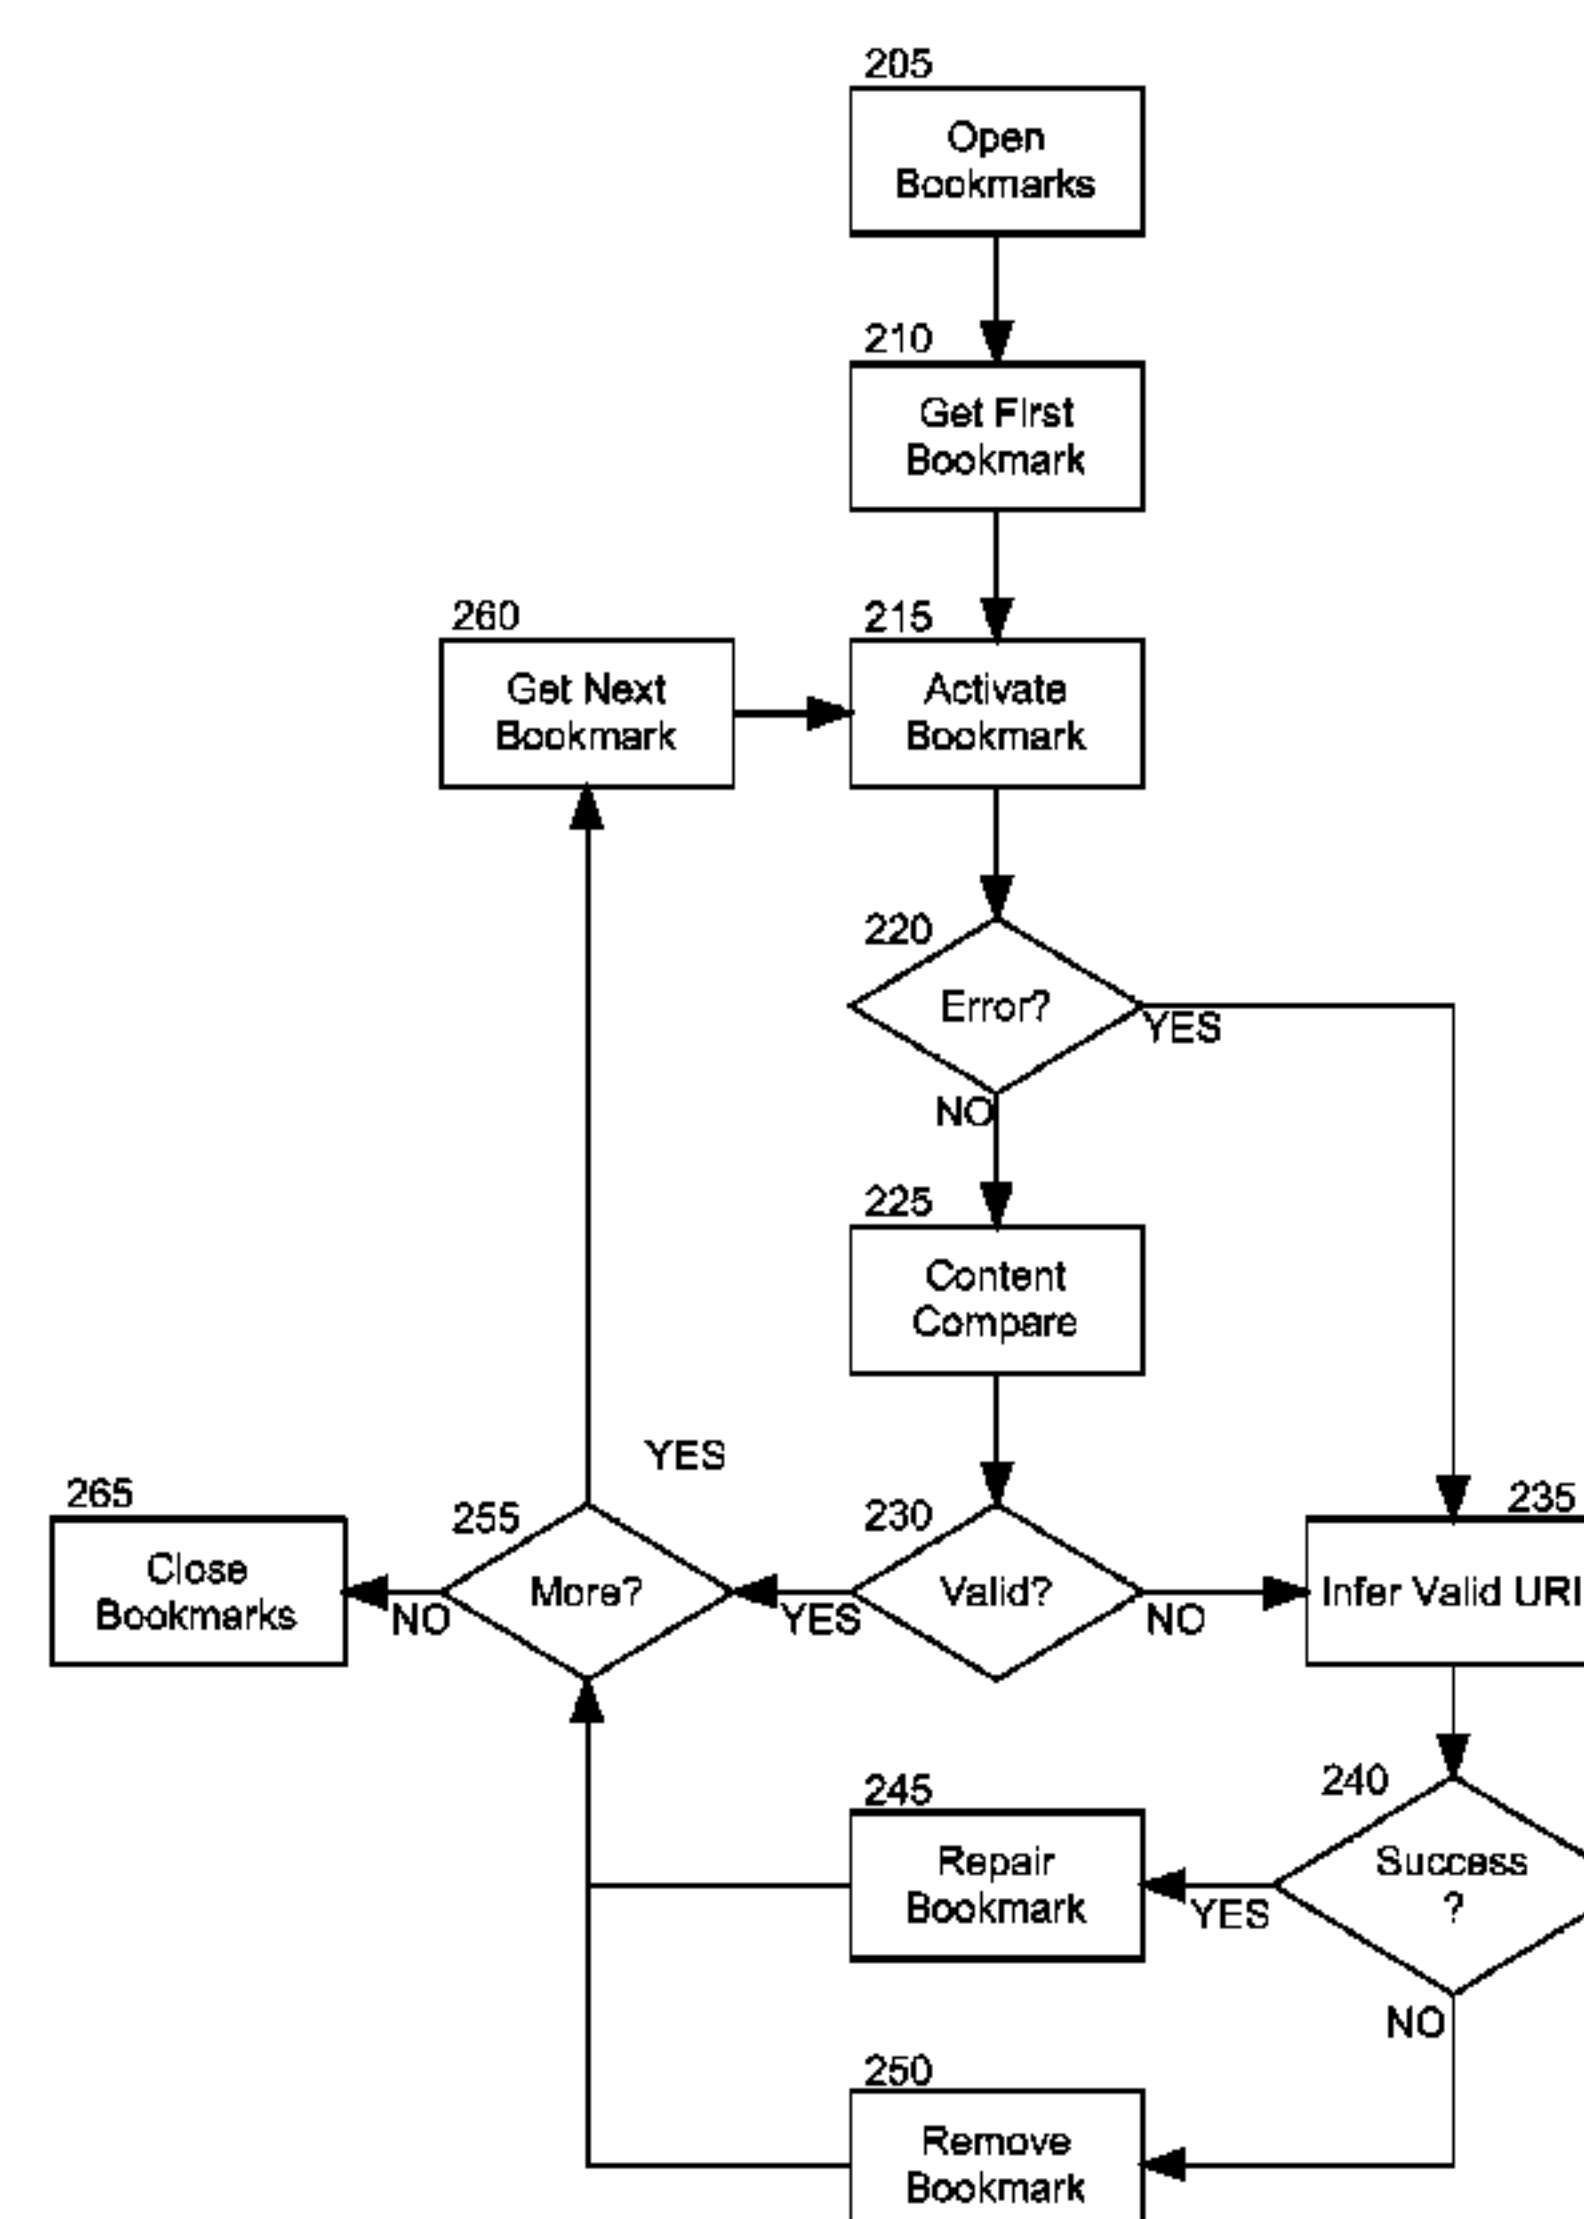 205
Open
Bookmarks
210
Get First
Bookmark
260
Get Next
Bookmark
215
Activate
Bookmark
220
Error?
YES
NO
225
Content
Compare
YES
265
Close
Bookmarks
NO
255
More?
YES
230
Valid?
NO
235
Infer Valid URI
240
Success
?
YES
NO
245
Repair
Bookmark
250
Remove
Bookmark